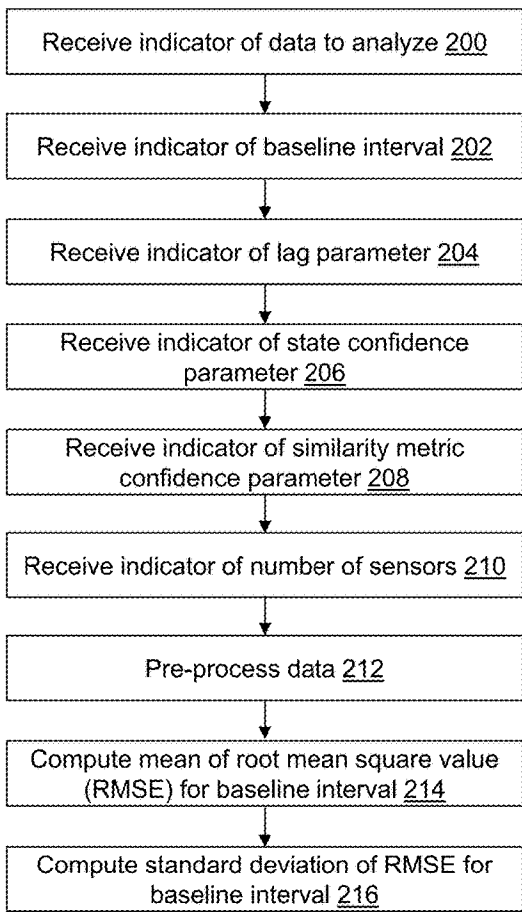 Receive indicator of data to analyze 200
Receive indicator of baseline interval 202
Receive indicator of lag parameter 204
Receive indicator of state confidence
parameter 206
Receive indicator of similarity metric
confidence parameter 208
Receive indicator of number of sensors 210
Pre-process data 212
Compute mean of root mean square value
(RMSE) for baseline interval 214
Compute standard deviation of RMSE for
baseline interval 216